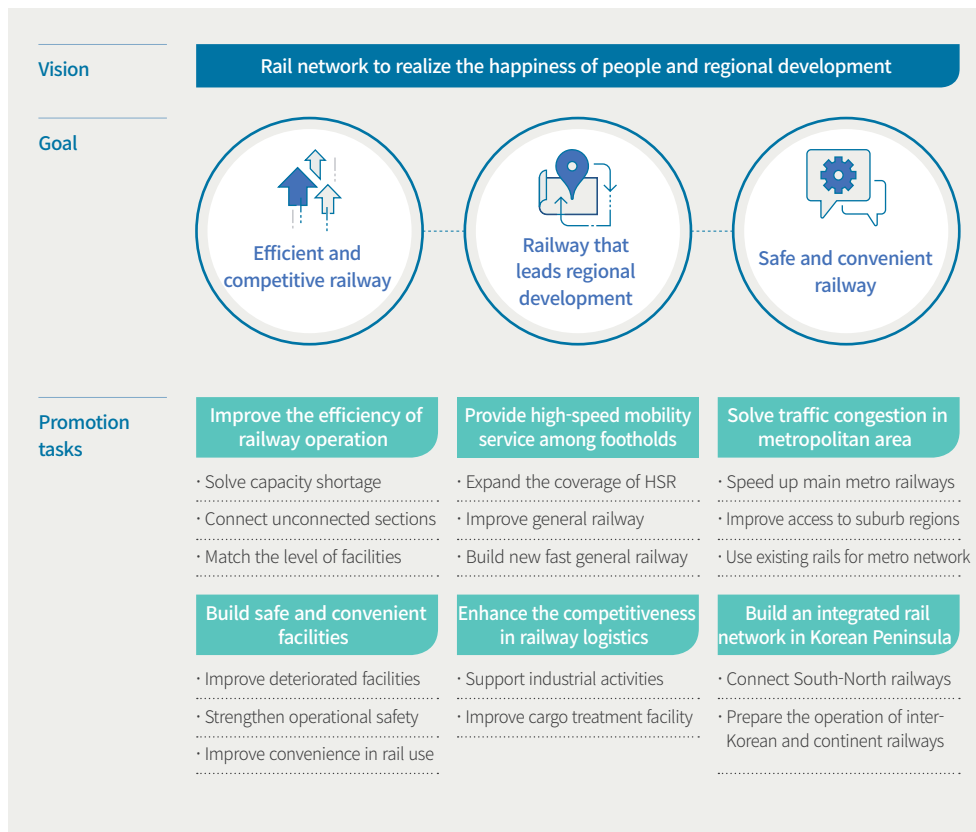 Vision
Rail network to realize the happiness of people and regional development
Goal
Efficient and
competitive railway
Railway that
leads regional
development
Safe and convenient
railway
Promotion
tasks
Improve the efficiency of
railway operation
· Solve capacity shortage
· Connect unconnected sections
· Match the level of facilities
Provide high-speed mobility
service among footholds
· Expand the coverage of HSR
· Improve general railway
· Build new fast general railway
Solve traffic congestion in
metropolitan area
· Speed up main metro railways
· Improve access to suburb regions
· Use existing rails for metro network
Build safe and convenient
facilities
· Improve deteriorated facilities
· Strengthen operational safety
· Improve convenience in rail use
Enhance the competitiveness
in railway logistics
· Support industrial activities
· Improve cargo treatment facility
Build an integrated rail
network in Korean Peninsula
· Connect South-North railways
· Prepare the operation of inter-
Korean and continent railways